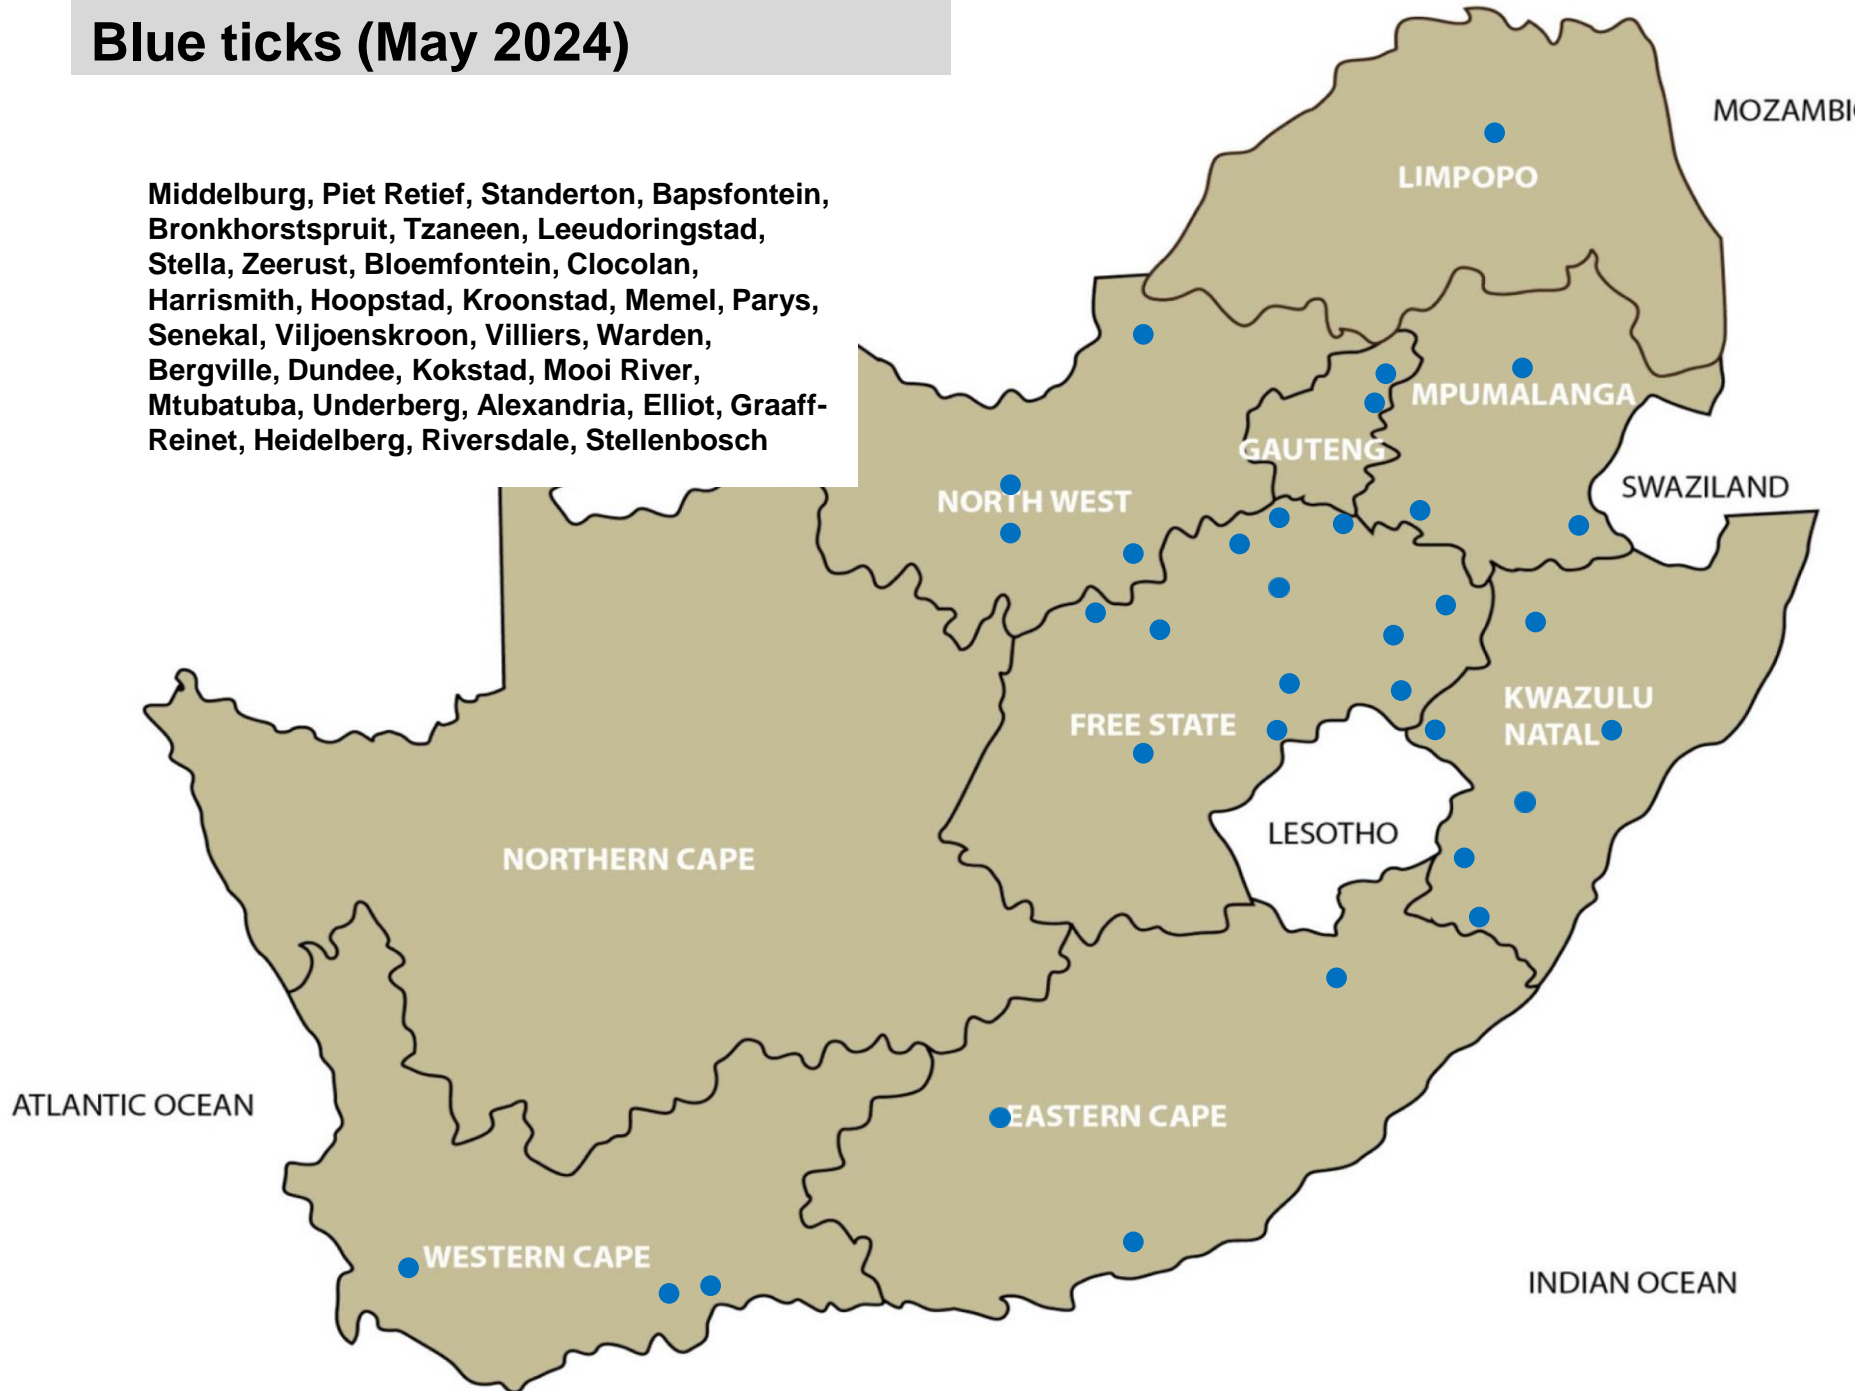 Blue ticks (May 2024)
Middelburg, Piet Retief, Standerton, Bapsfontein,
Bronkhorstspruit, Tzaneen, Leeudoringstad,
Stella, Zeerust, Bloemfontein, Clocolan,
Harrismith, Hoopstad, Kroonstad, Memel, Parys,
Senekal, Viljoenskroon, Villiers, Warden,
Bergville, Dundee, Kokstad, Mooi River,
Mtubatuba, Underberg, Alexandria, Elliot, Graaff-
Reinet, Heidelberg, Riversdale, Stellenbosch
MOZAMBI
LIMPOPO
MPUMALANGA
GAUTENG
SWAZILAND
NORTH WEST
KWAZULU
NATAL
FREE STATE
LESOTHO
NORTHERN CAPE
ATLANTIC OCEAN
EASTERN CAPE
WESTERN CAPE
INDIAN OCEAN